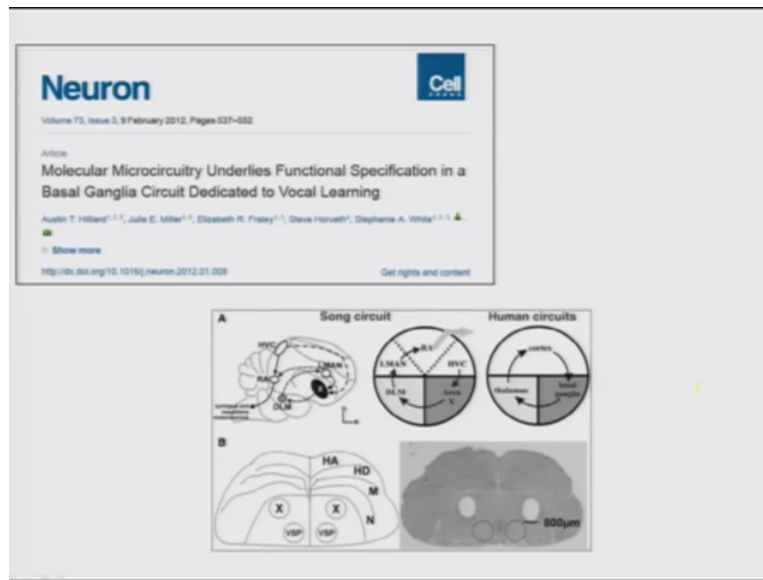 Neuron
Cell
PRESS
Volume 73, Issue 3, 9 February 2012, Pages 537–552
Article
Molecular Microcircuitry Underlies Functional Specification in a
Basal Ganglia Circuit Dedicated to Vocal Learning
Austin T. Hilliard, Julie E. Miller, Elizabeth R. Fraley, Steve Horvath, Stephanie A. White
Show more
http://dx.doi.org/10.1016/j.neuron.2012.01.005
Get rights and content
A
Song circuit
Human circuits
HVC
LMAN
RA
X
DLM
RA
LMAN
HVC
DLM
Area
X
cortex
thalamus
basal
ganglia
B
HA
HD
M
N
X
X
VSP
VSP
800µm